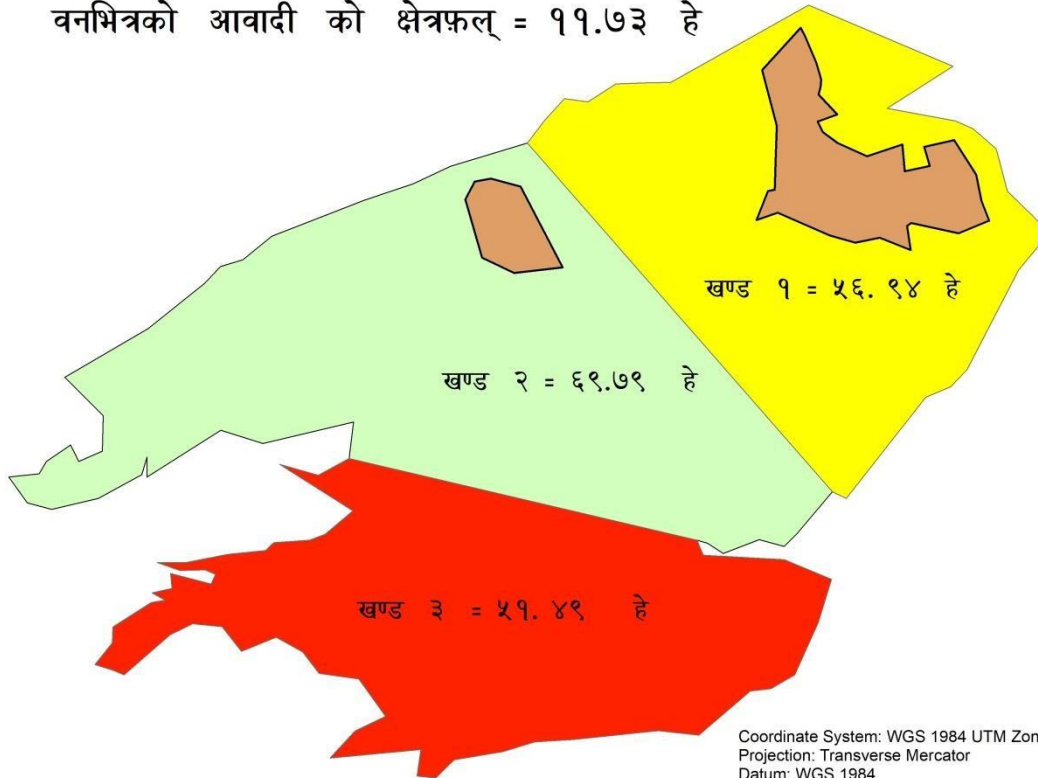 वनभित्रको आवादी को क्षेत्रफ़ल् = ११.७३ हे
खण्ड १ = ५६. ९४ हे
खण्ड २ = ६९.७९ हे
खण्ड ३ = ५१. ४९ हे
Coordinate System: WGS 1984 UTM Zon
Projection: Transverse Mercator
Datum: WGS 1984